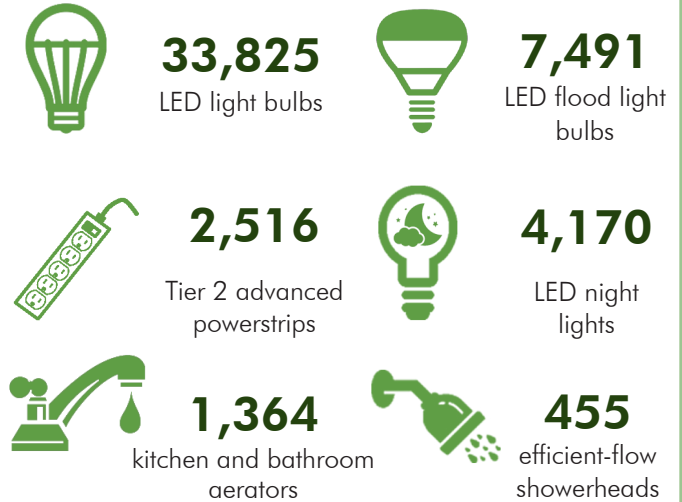 33,825
LED light bulbs
7,491
LED flood light
bulbs
2,516
Tier 2 advanced
powerstrips
4,170
LED night
lights
1,364
kitchen and bathroom
aerators
455
efficient-flow
showerheads